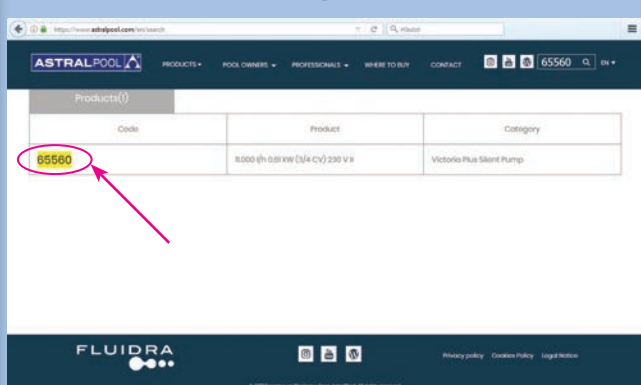 https://www.astralpool.com/en/search
ASTRALPOOL PRODUCTS POOL OWNERS PROFESSIONALS WHERE TO BUY CONTACT 65560 EN
Products(1)
Code Product Category
65560 11.000 l/h 0,61 kW (3/4 CV) 230 V II Victoria Plus Silent Pump
FLUIDRA
Privacy policy Cookies Policy Legal Notice